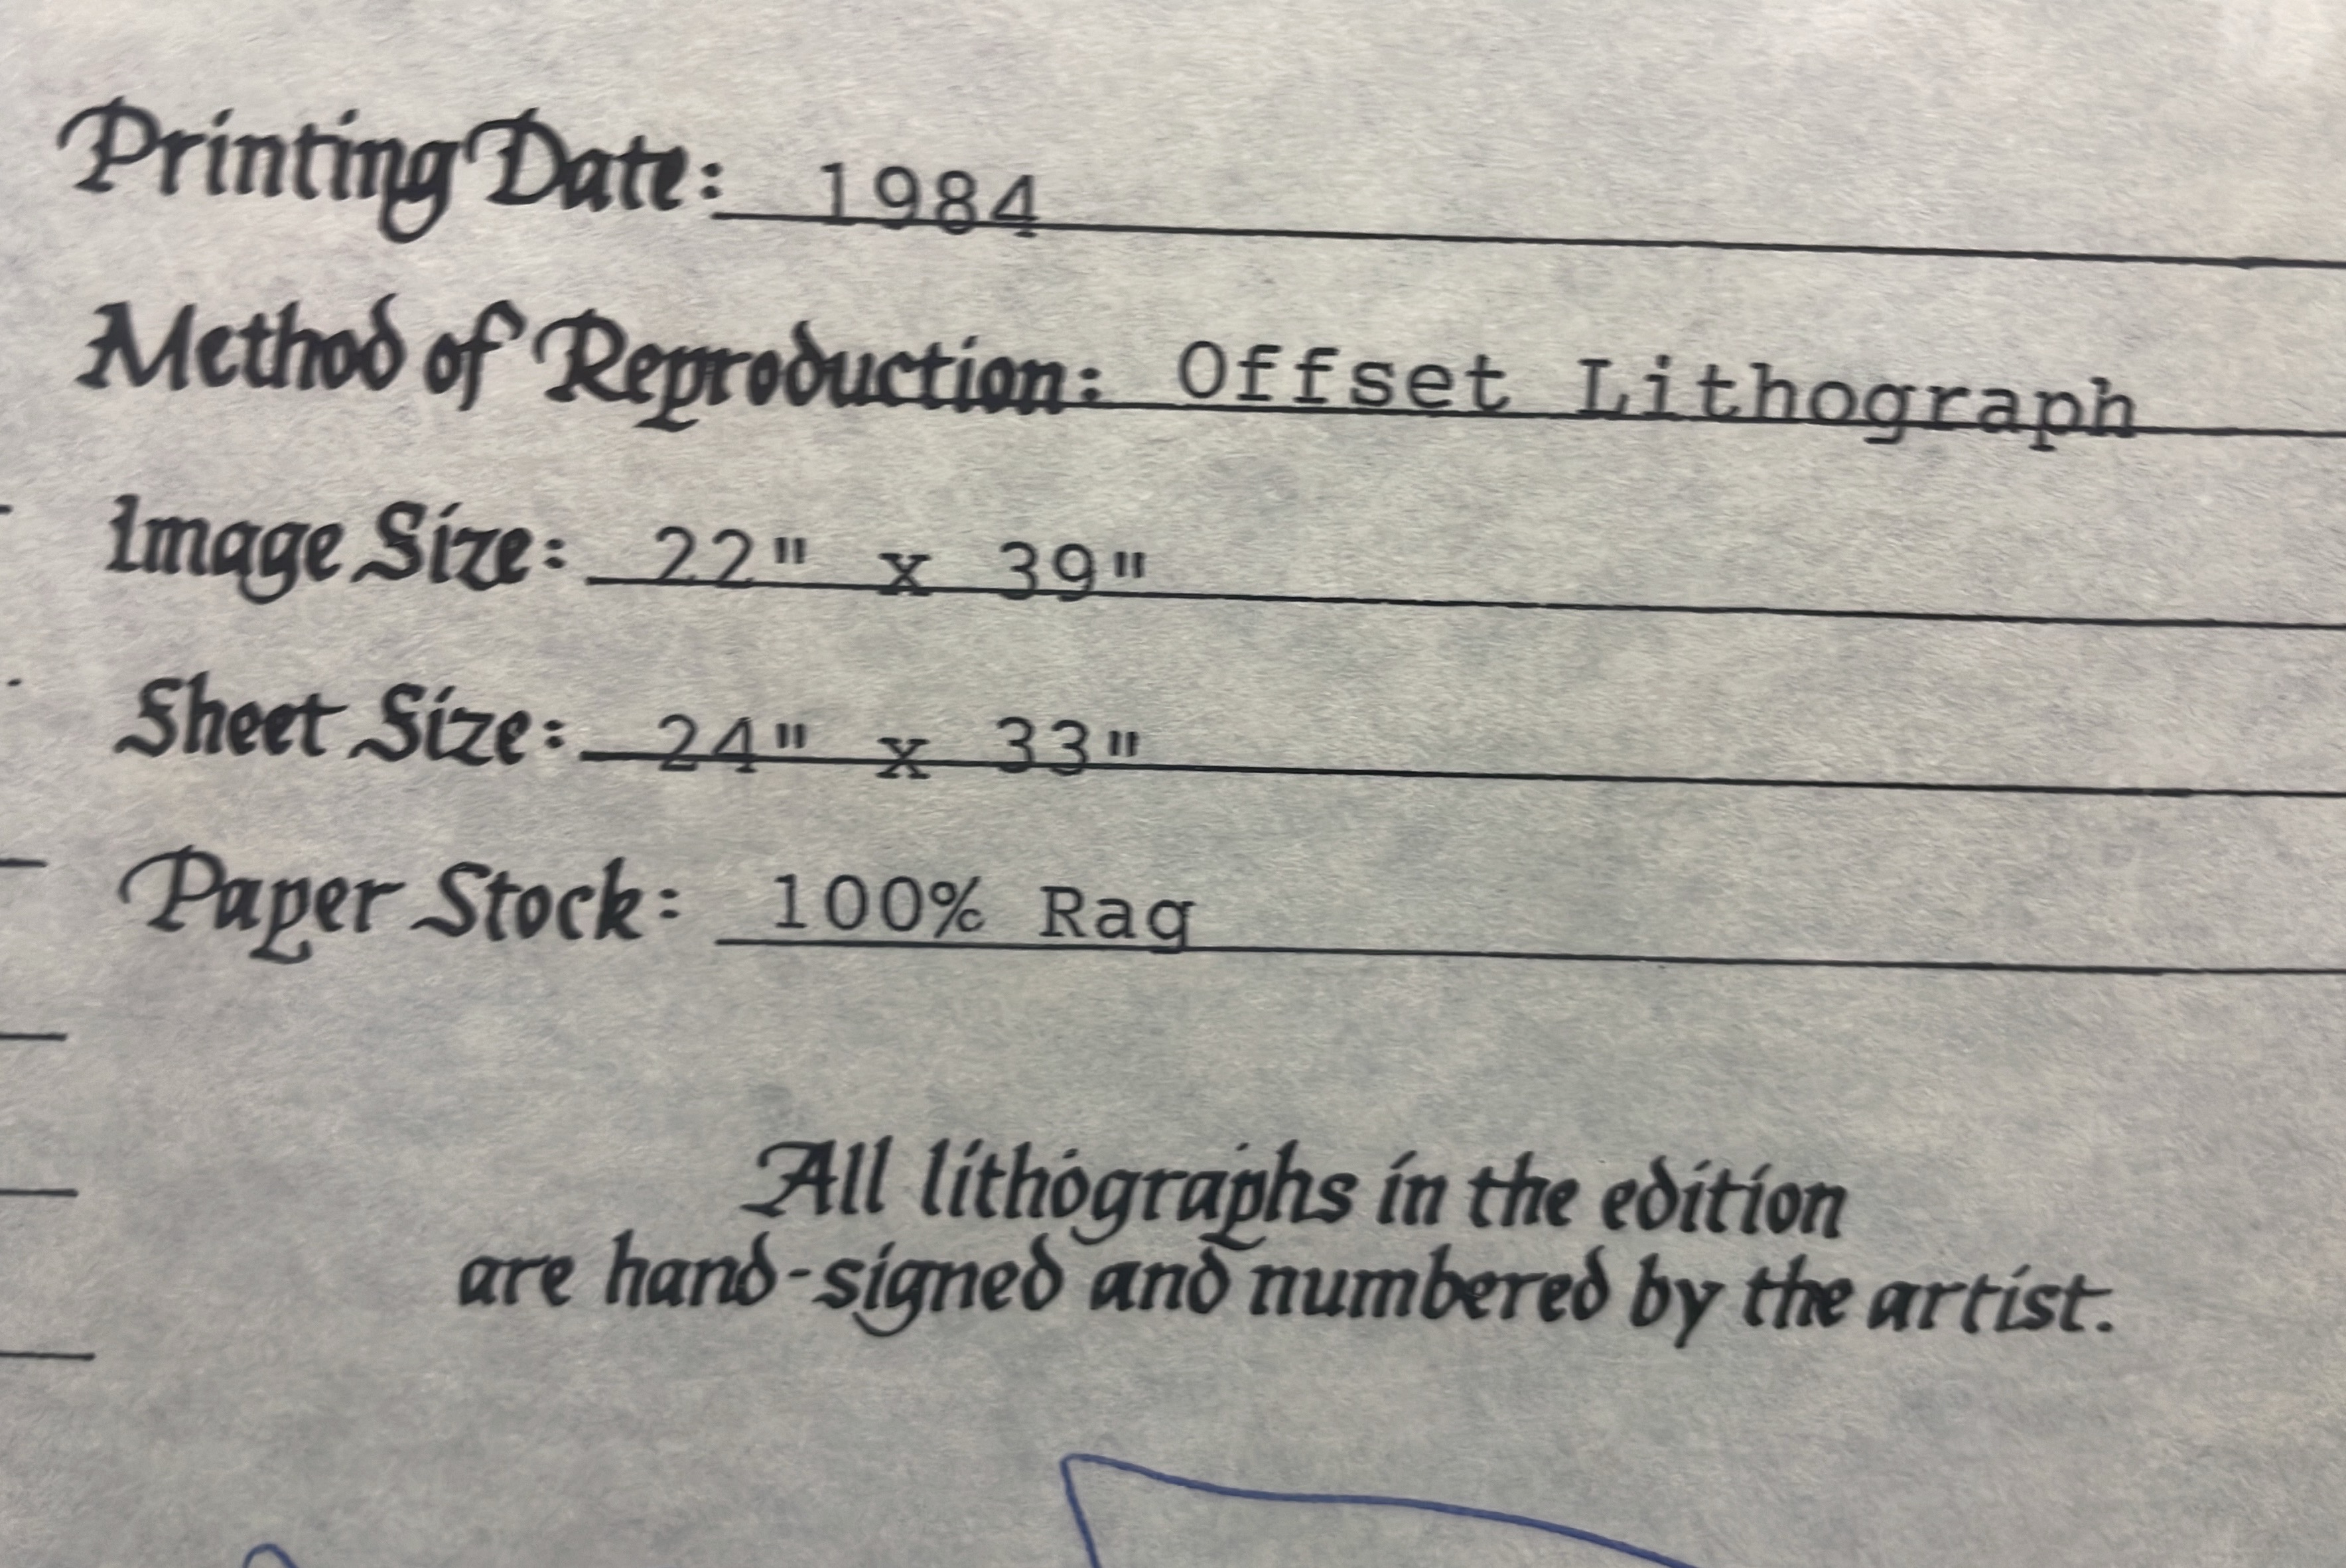 Printing Date: 1984
Method of Reproduction: Offset Lithograph
Image Size: 22" x 39"
Sheet Size: 24" x 33"
Paper Stock: 100% Rag
All lithographs in the edition
are hand-signed and numbered by the artist.